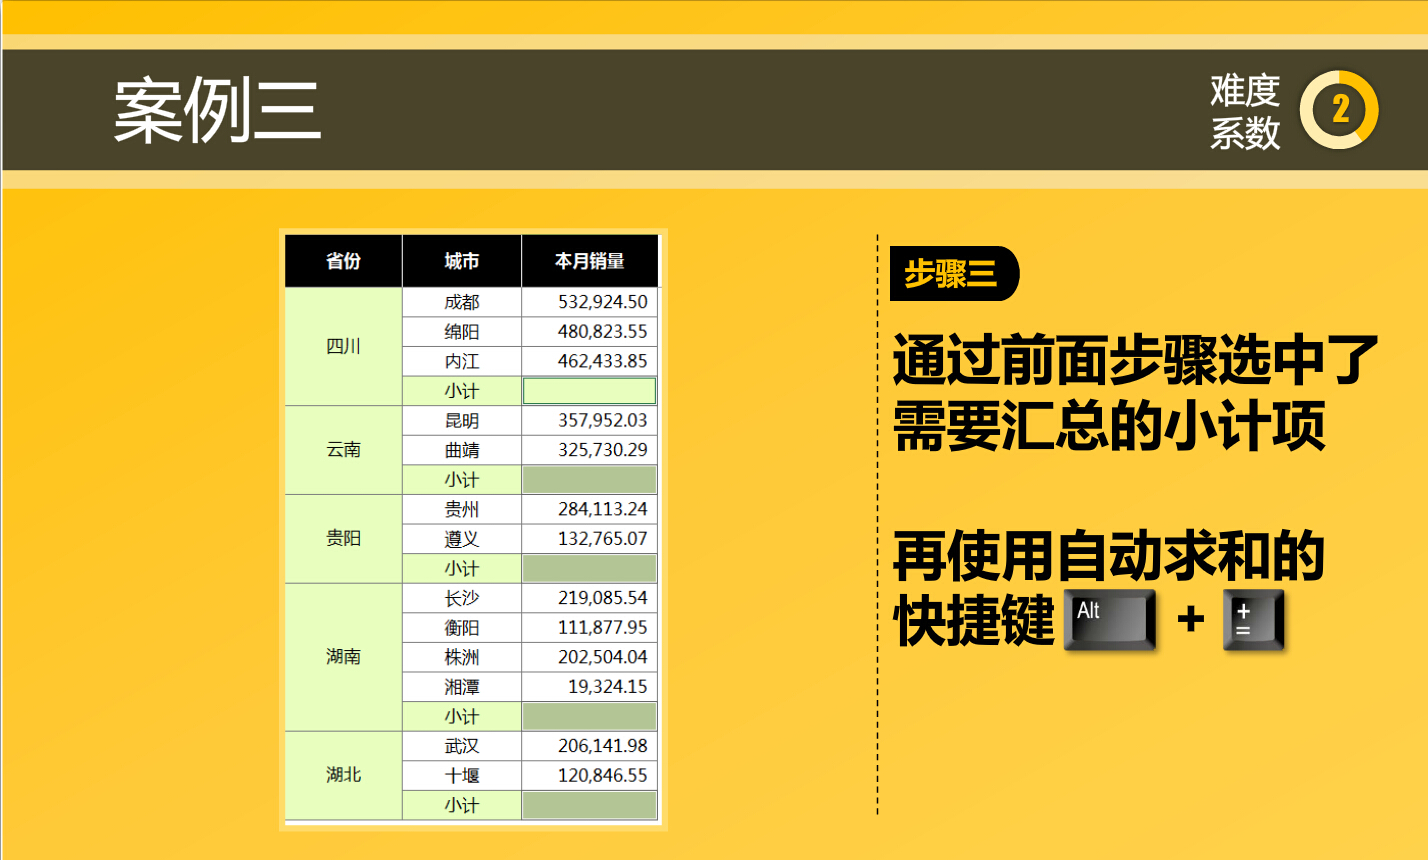 案例三
难度
系数
2
省份 城市 本月销量
四川 成都 532,924.50
绵阳 480,823.55
内江 462,433.85
小计
云南 昆明 357,952.03
曲靖 325,730.29
小计
贵阳 贵州 284,113.24
遵义 132,765.07
小计
湖南 长沙 219,085.54
衡阳 111,877.95
株洲 202,504.04
湘潭 19,324.15
小计
湖北 武汉 206,141.98
十堰 120,846.55
小计
步骤三
通过前面步骤选中了
需要汇总的小计项
再使用自动求和的
快捷键 Alt + + =